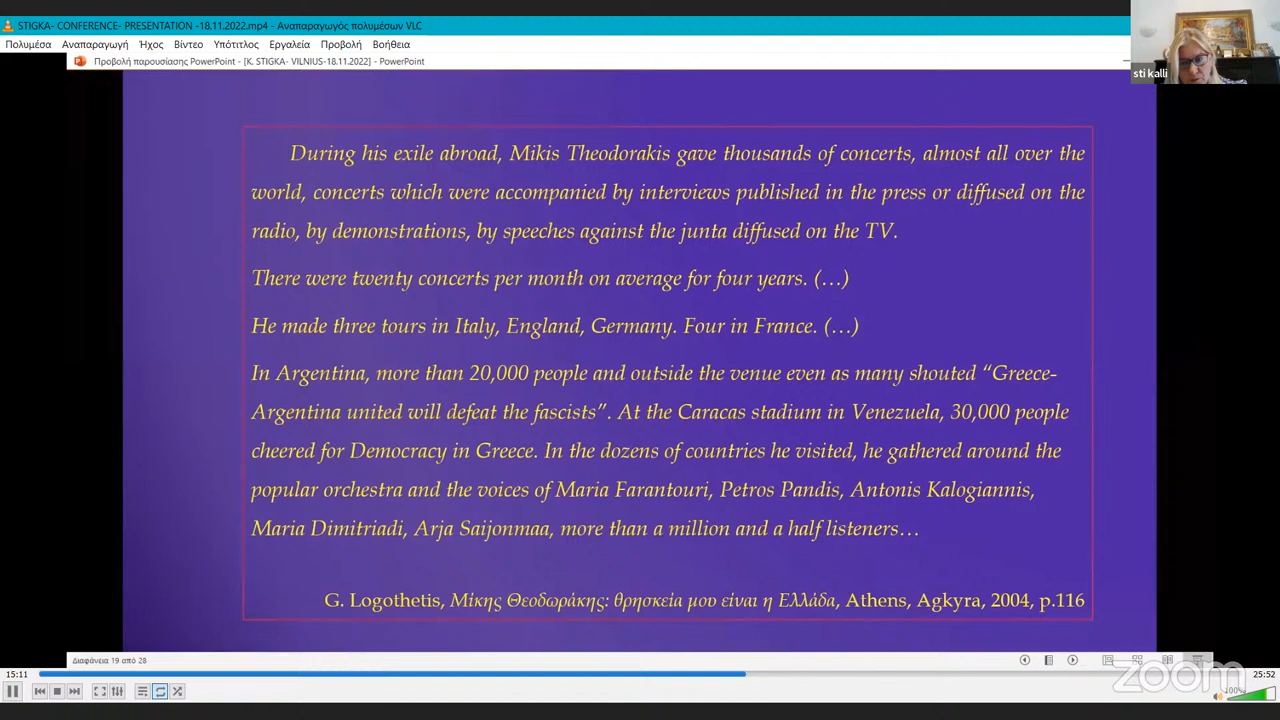 STIGKA- CONFERENCE- PRESENTATION -18.11.2022.mp4 - Αναπαραγωγός πολυμέσων VLC
Πολυμέσα Αναπαραγωγή Ήχος Βίντεο Υπότιτλος Εργαλεία Προβολή Βοήθεια
Προβολή παρουσίασης PowerPoint - [K. STIGKA- VILNIUS-18.11.2022] - PowerPoint
sti kalli
During his exile abroad, Mikis Theodorakis gave thousands of concerts, almost all over the
world, concerts which were accompanied by interviews published in the press or diffused on the
radio, by demonstrations, by speeches against the junta diffused on the TV.
There were twenty concerts per month on average for four years. (…)
He made three tours in Italy, England, Germany. Four in France. (…)
In Argentina, more than 20,000 people and outside the venue even as many shouted “Greece-
Argentina united will defeat the fascists”. At the Caracas stadium in Venezuela, 30,000 people
cheered for Democracy in Greece. In the dozens of countries he visited, he gathered around the
popular orchestra and the voices of Maria Farantouri, Petros Pandis, Antonis Kalogiannis,
Maria Dimitriadi, Arja Saijonmaa, more than a million and a half listeners…
G. Logothetis, Μίκης Θεοδωράκης: θρησκεία μου είναι η Ελλάδα, Athens, Agkyra, 2004, p.116
Διαφάνεια 19 από 28
15:11
25:52
zoom
100%